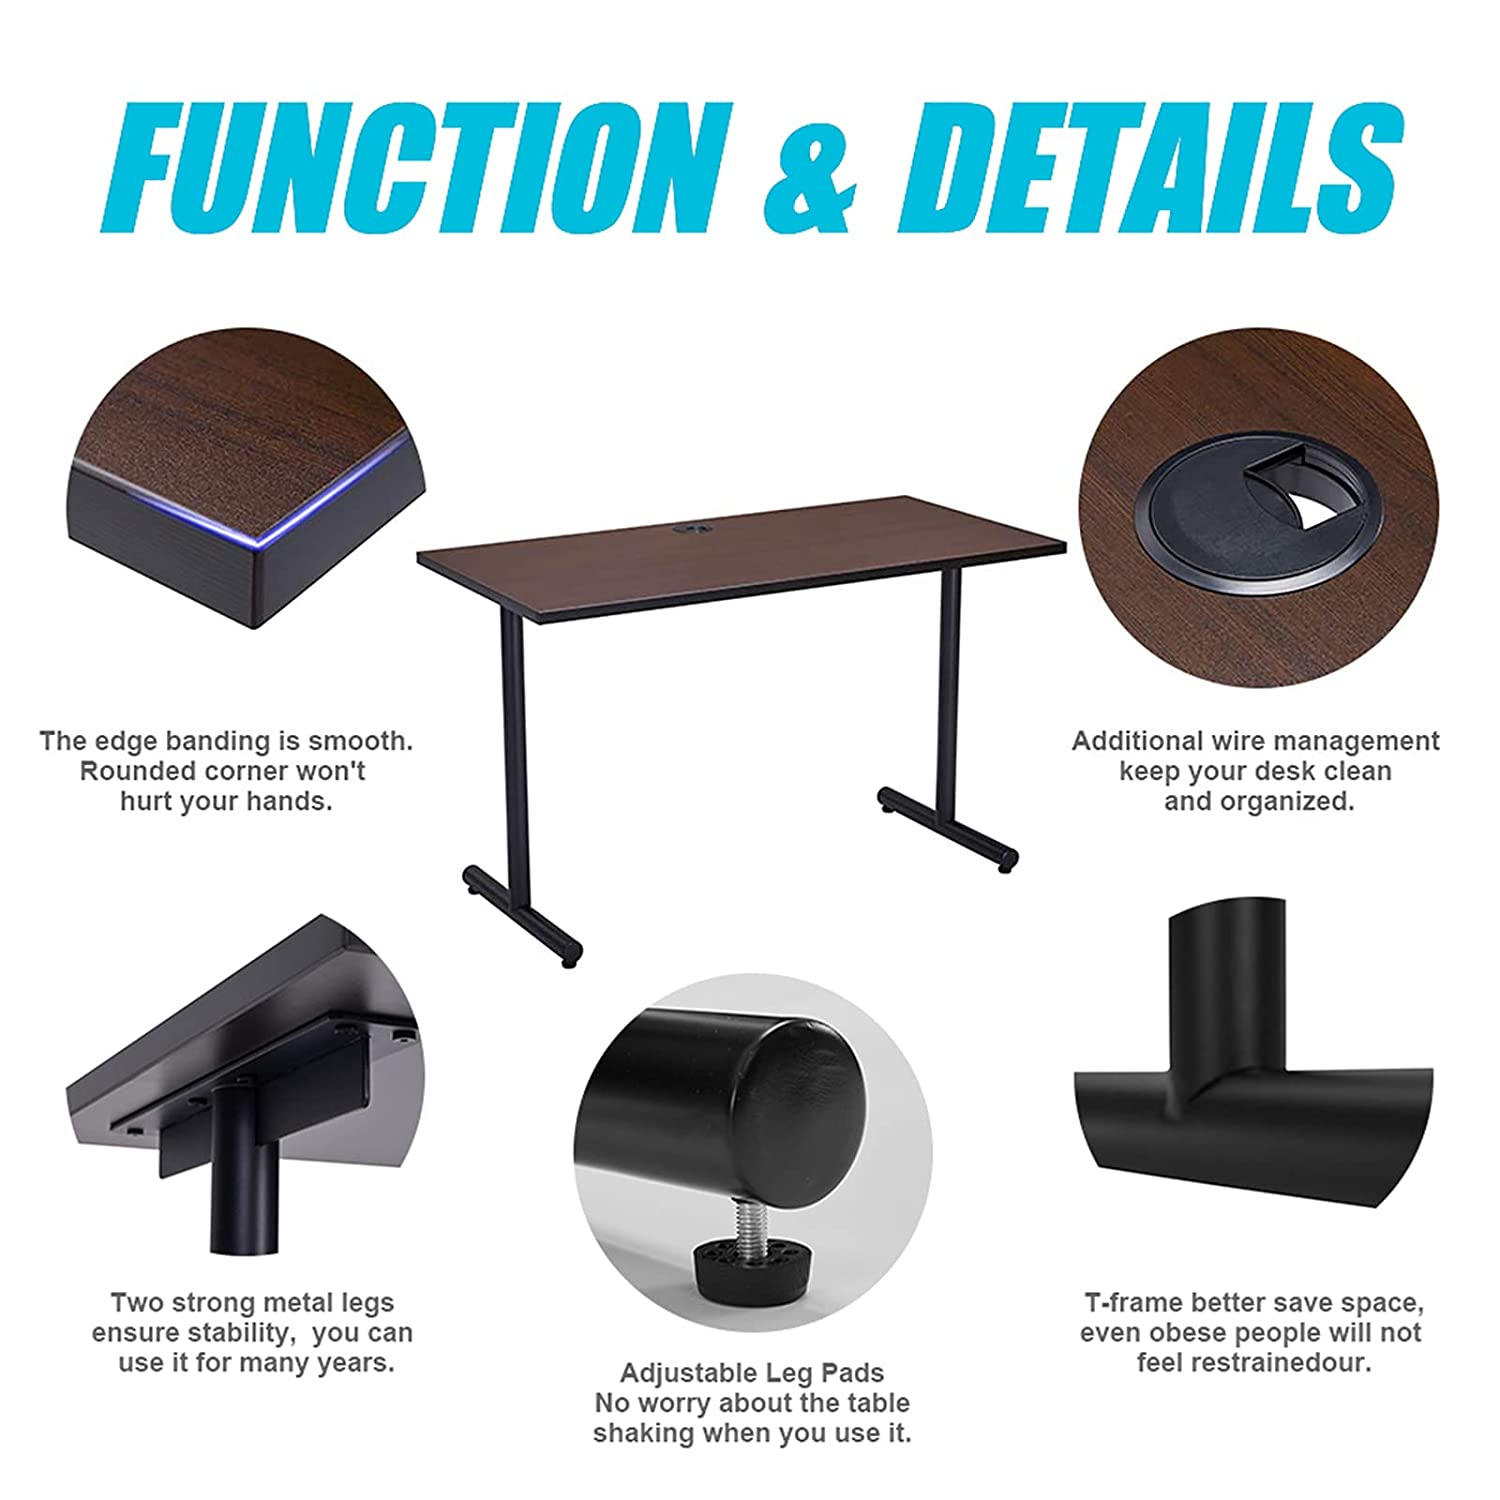 FUNCTION & DETAILS
The edge banding is smooth.
Rounded corner won't
hurt your hands.
Additional wire management
keep your desk clean
and organized.
Two strong metal legs
ensure stability, you can
use it for many years.
Adjustable Leg Pads
No worry about the table
shaking when you use it.
T-frame better save space,
even obese people will not
feel restrainedour.